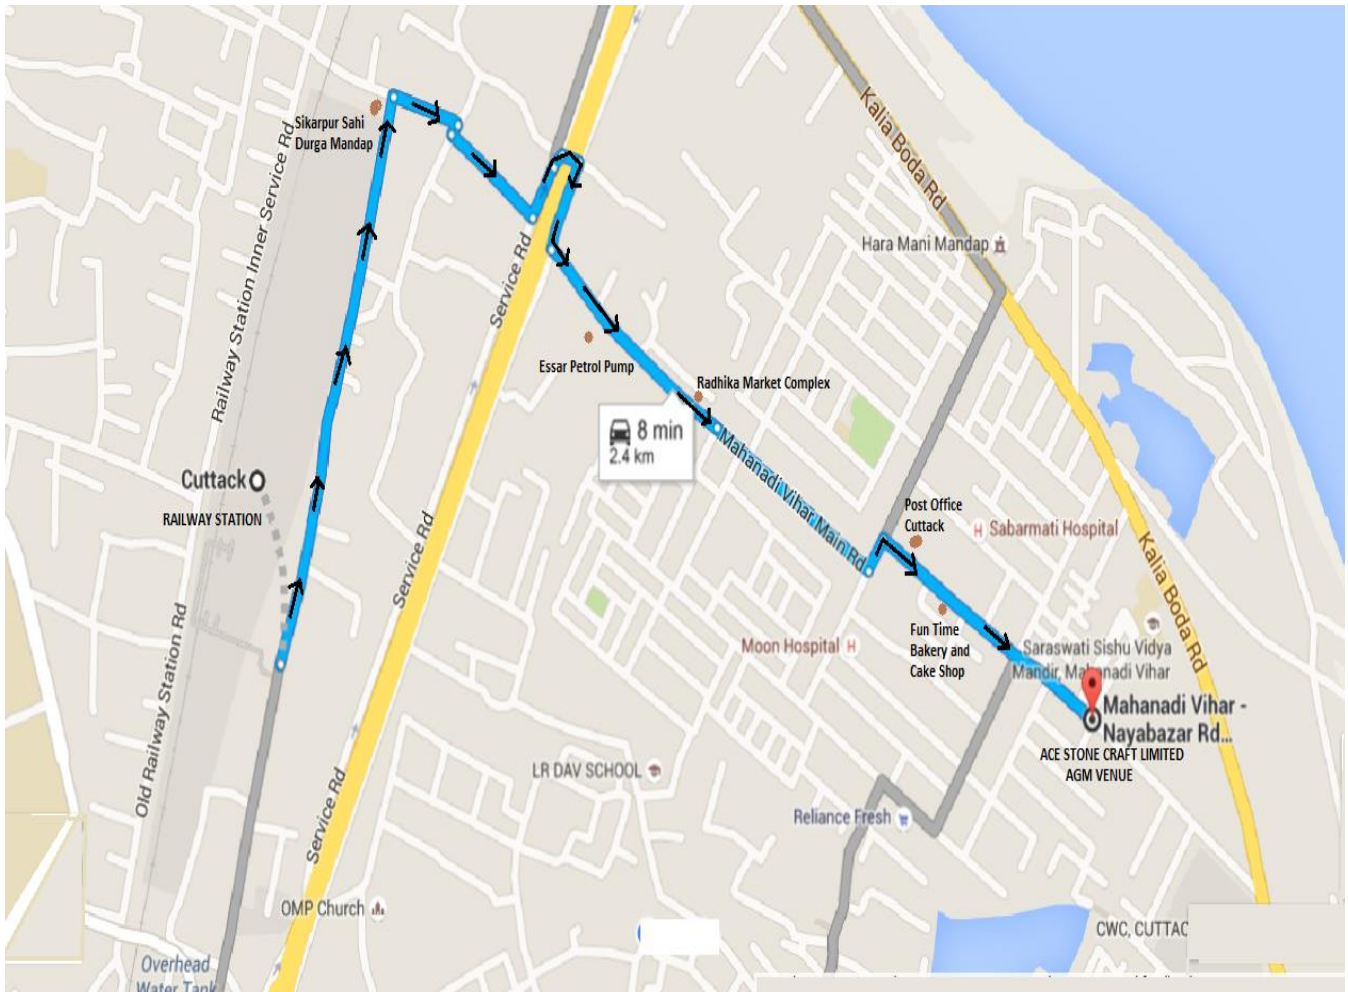 Kalia Boda Rd
Sikarpur Sahi
Durga Mandap
Railway Station Inner Service Rd
Service Rd
Hara Mani Mandap
Essar Petrol Pump
Radhika Market Complex
8 min
2.4 km
Mahanadi Vihar Main Rd
Cuttack
RAILWAY STATION
Service Rd
Post Office
Cuttack
Sabarmati Hospital
Kalia Boda Rd
Old Railway Station Rd
Moon Hospital
Fun Time
Bakery and
Cake Shop
Saraswati Sishu Vidya
Mandir, Mahanadi Vihar
Mahanadi Vihar -
Nayabazar Rd...
ACE STONE CRAFT LIMITED
AGM VENUE
LR DAV SCHOOL
Service Rd
Reliance Fresh
OMP Church
CWC, CUTTAC
Overhead
Water Tank